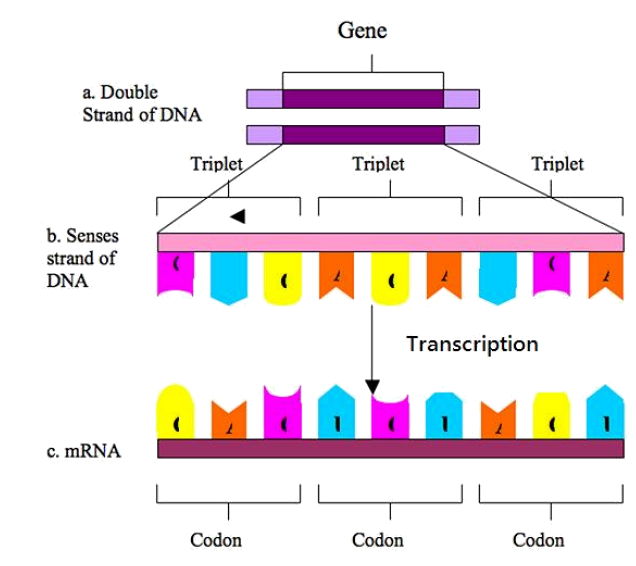 Gene
a. Double
Strand of DNA
Triplet Triplet Triplet
b. Senses
strand of
DNA
A A A
Transcription
A U A U
c. mRNA
Codon Codon Codon